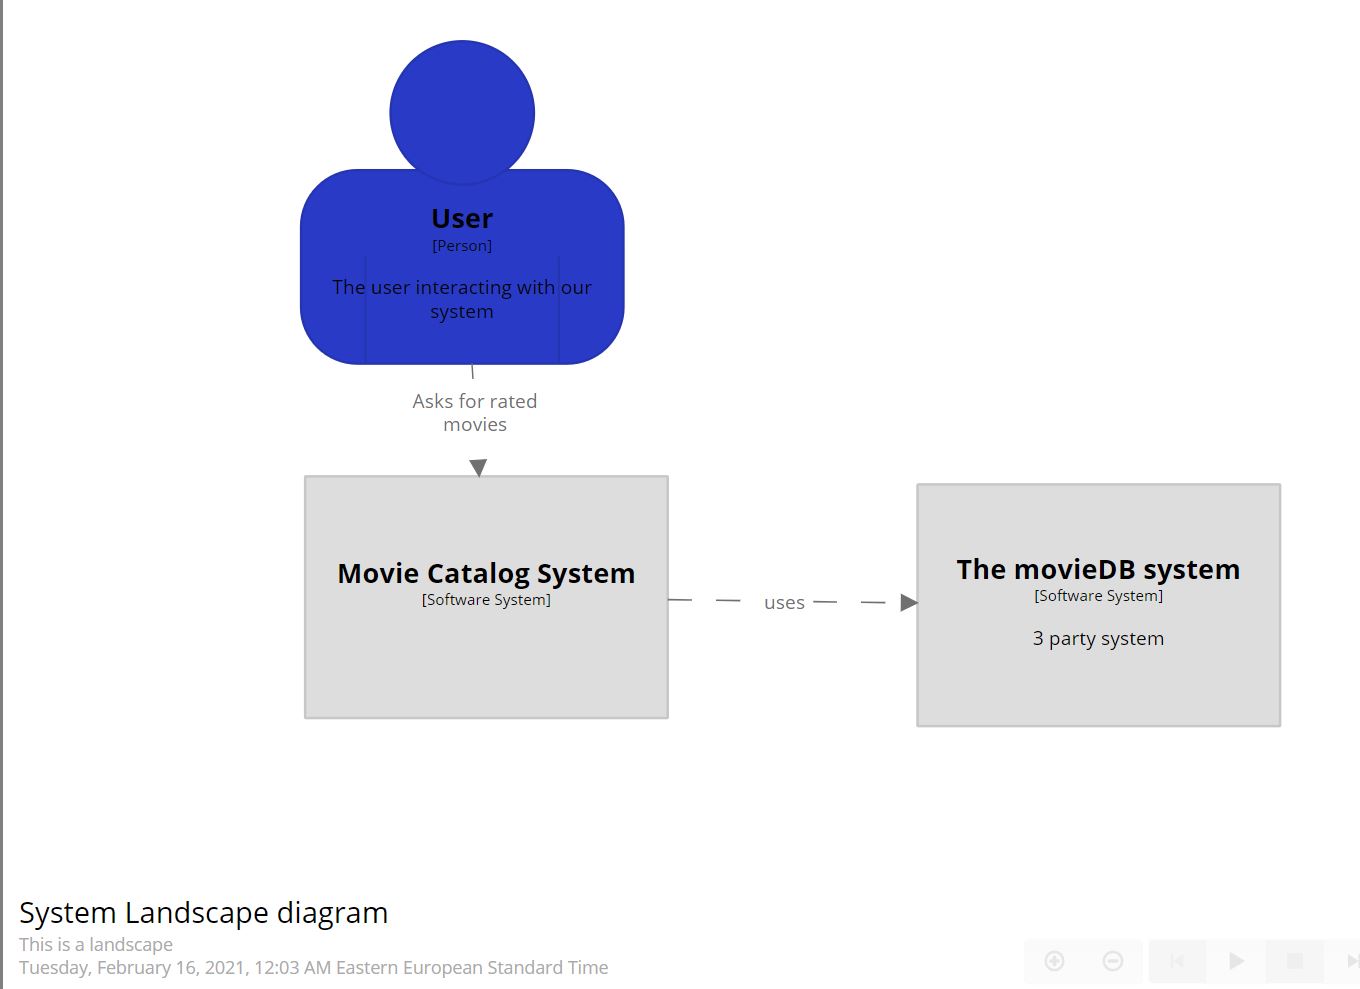 User
[Person]
The user interacting with our
system
Asks for rated
movies
Movie Catalog System
[Software System]
uses
The movieDB system
[Software System]
3 party system
System Landscape diagram
This is a landscape
Tuesday, February 16, 2021, 12:03 AM Eastern European Standard Time